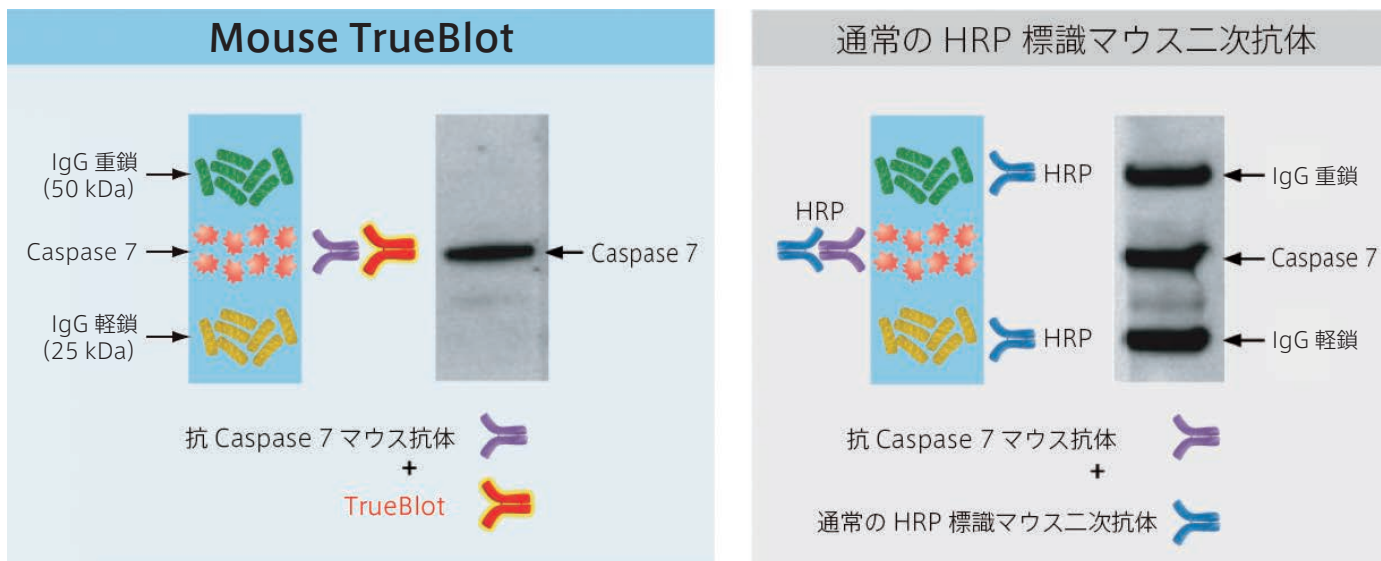 Mouse TrueBlot
IgG 重鎖
(50 kDa)
Caspase 7
IgG 軽鎖
(25 kDa)
Caspase 7
抗 Caspase 7 マウス抗体
+
TrueBlot
通常の HRP 標識マウス二次抗体
HRP
HRP
HRP
IgG 重鎖
Caspase 7
IgG 軽鎖
抗 Caspase 7 マウス抗体
+
通常の HRP 標識マウス二次抗体